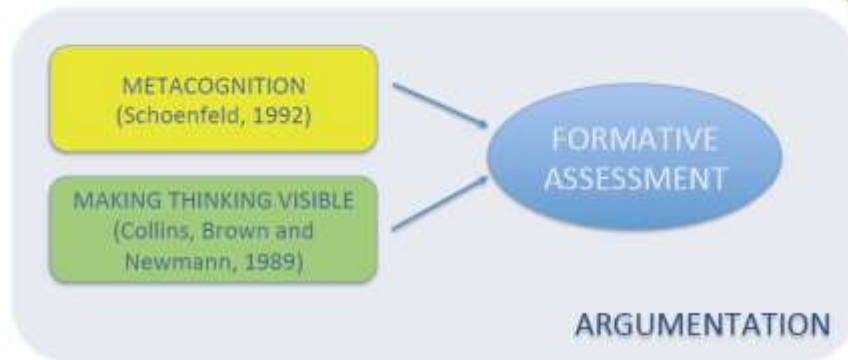 METACOGNITION
(Schoenfeld, 1992)
MAKING THINKING VISIBLE
(Collins, Brown and
Newmann, 1989)
FORMATIVE
ASSESSMENT
ARGUMENTATION